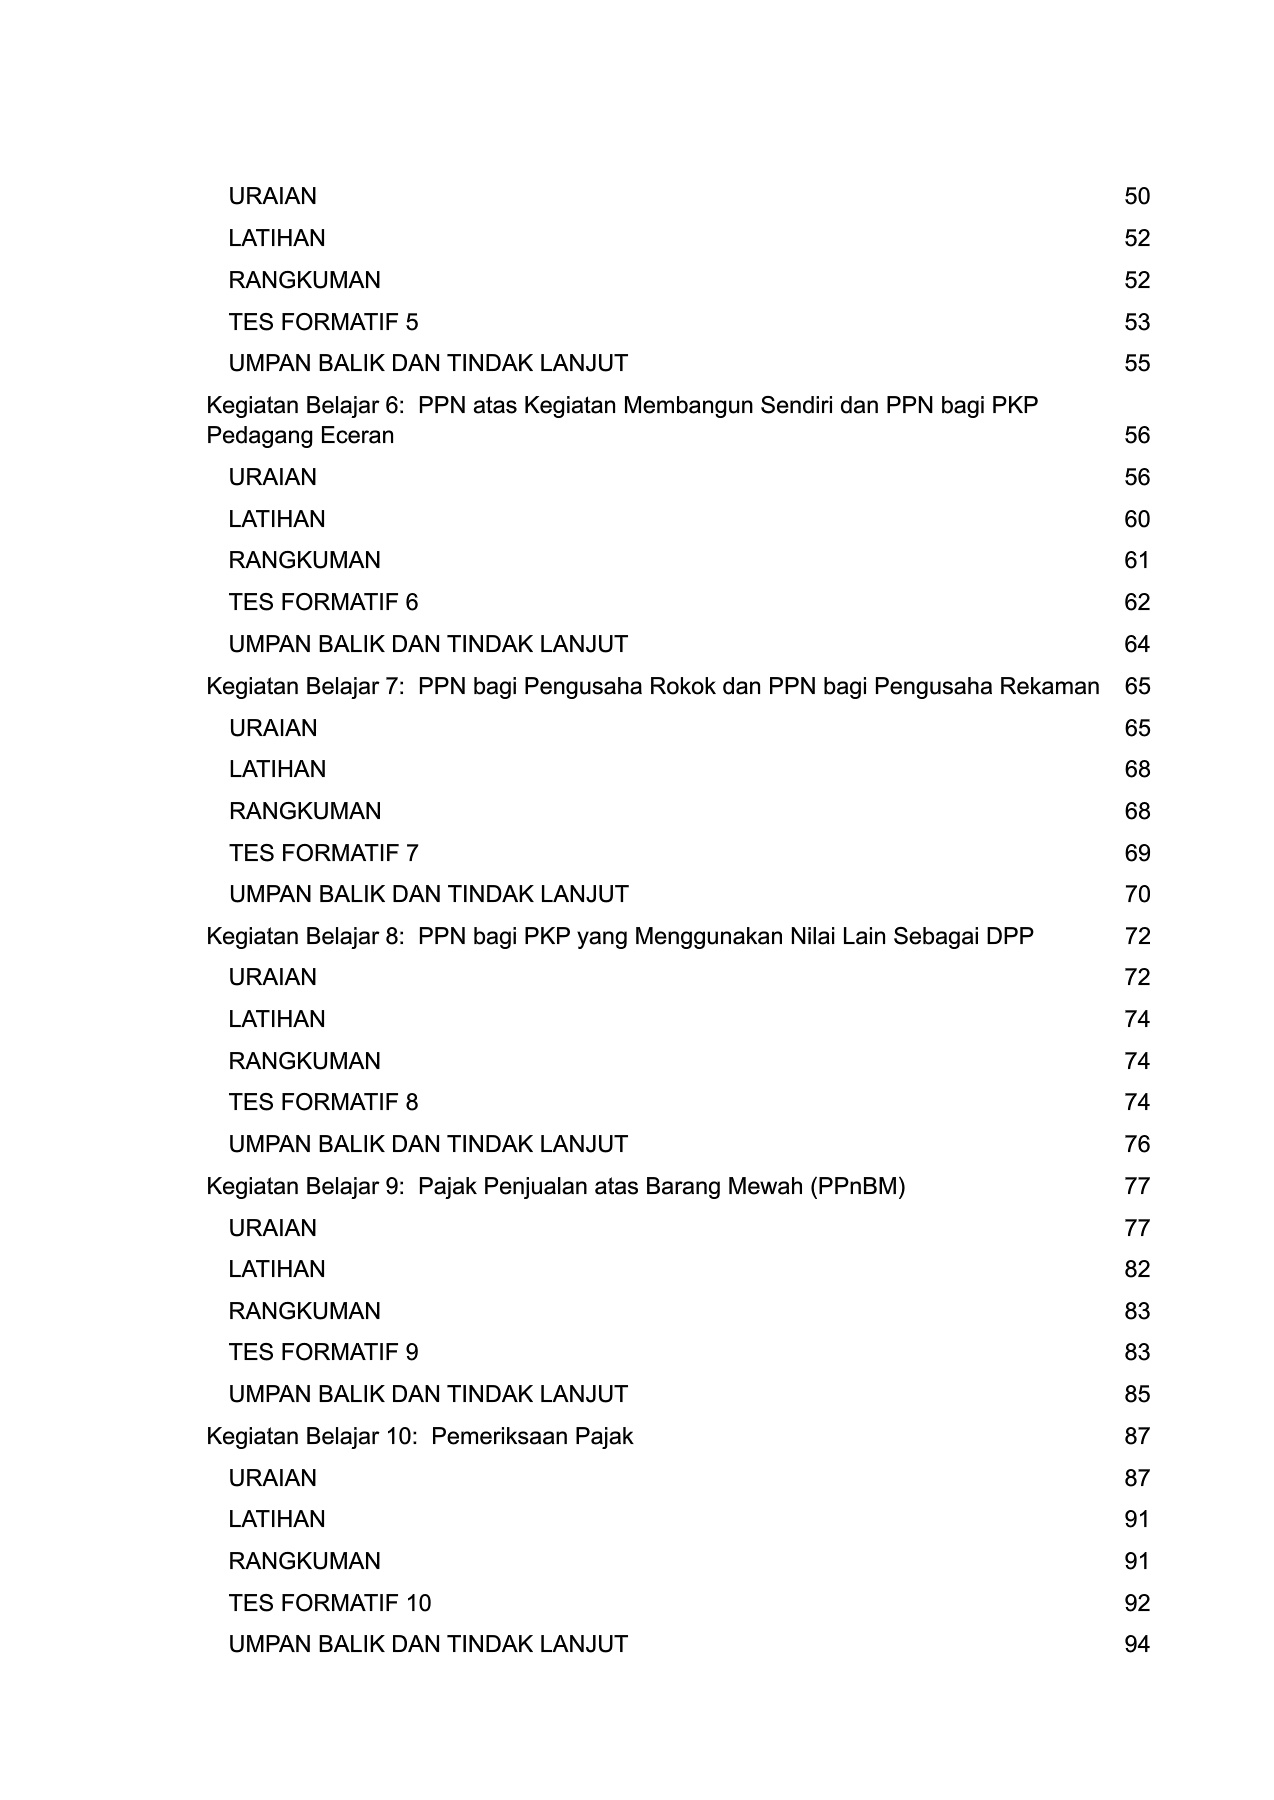 URAIAN 50
LATIHAN 52
RANGKUMAN 52
TES FORMATIF 5 53
UMPAN BALIK DAN TINDAK LANJUT 55
Kegiatan Belajar 6: PPN atas Kegiatan Membangun Sendiri dan PPN bagi PKP
Pedagang Eceran 56
URAIAN 56
LATIHAN 60
RANGKUMAN 61
TES FORMATIF 6 62
UMPAN BALIK DAN TINDAK LANJUT 64
Kegiatan Belajar 7: PPN bagi Pengusaha Rokok dan PPN bagi Pengusaha Rekaman 65
URAIAN 65
LATIHAN 68
RANGKUMAN 68
TES FORMATIF 7 69
UMPAN BALIK DAN TINDAK LANJUT 70
Kegiatan Belajar 8: PPN bagi PKP yang Menggunakan Nilai Lain Sebagai DPP 72
URAIAN 72
LATIHAN 74
RANGKUMAN 74
TES FORMATIF 8 74
UMPAN BALIK DAN TINDAK LANJUT 76
Kegiatan Belajar 9: Pajak Penjualan atas Barang Mewah (PPnBM) 77
URAIAN 77
LATIHAN 82
RANGKUMAN 83
TES FORMATIF 9 83
UMPAN BALIK DAN TINDAK LANJUT 85
Kegiatan Belajar 10: Pemeriksaan Pajak 87
URAIAN 87
LATIHAN 91
RANGKUMAN 91
TES FORMATIF 10 92
UMPAN BALIK DAN TINDAK LANJUT 94